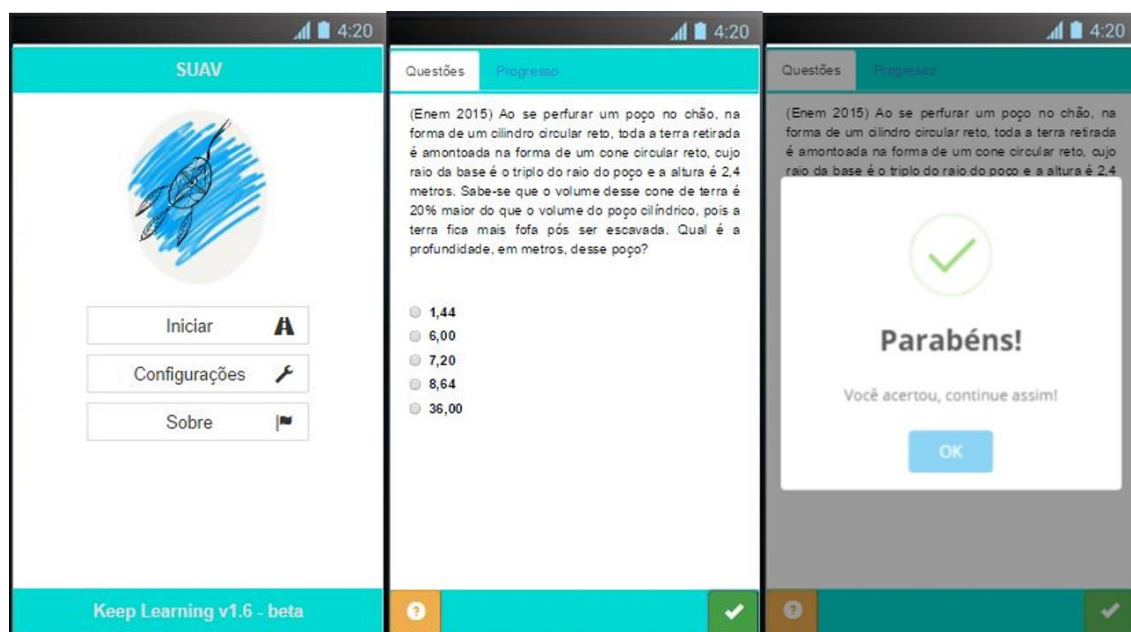 4:20
SUAV
Iniciar
Configurações
Sobre
Keep Learning v1.6 - beta
4:20
Questões
Progresso
(Enem 2015) Ao se perfurar um poço no chão, na
forma de um cilindro circular reto, toda a terra retirada
é amontoada na forma de um cone circular reto, cujo
raio da base é o triplo do raio do poço e a altura é 2,4
metros. Sabe-se que o volume desse cone de terra é
20% maior do que o volume do poço cilíndrico, pois a
terra fica mais fofa pós ser escavada. Qual é a
profundidade, em metros, desse poço?
1,44
6,00
7,20
8,64
36,00
?
4:20
Questões
Progresso
(Enem 2015) Ao se perfurar um poço no chão, na
forma de um cilindro circular reto, toda a terra retirada
é amontoada na forma de um cone circular reto, cujo
raio da base é o triplo do raio do poço e a altura é 2,4
Parabéns!
Você acertou, continue assim!
OK
?